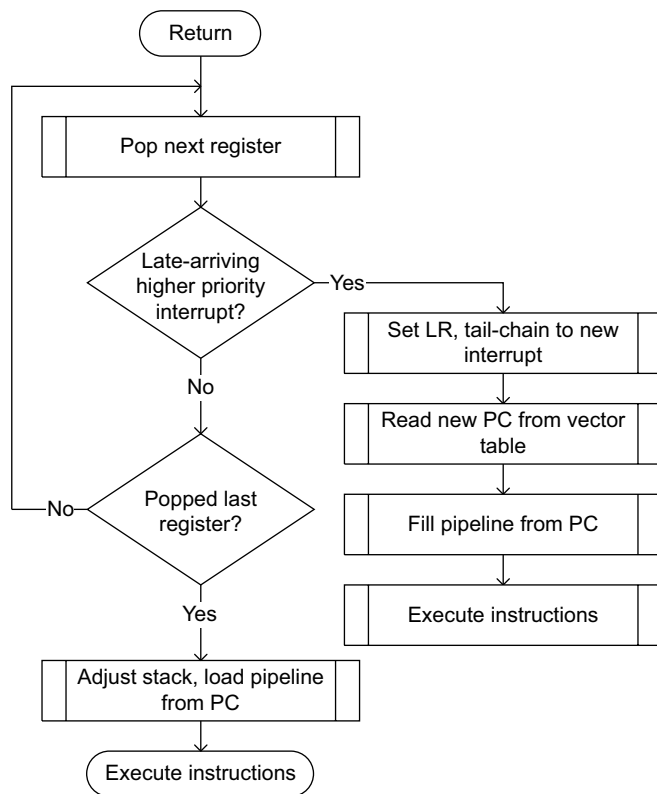 Return
Pop next register
Late-arriving
higher priority
interrupt?
Yes
Set LR, tail-chain to new
interrupt
No
Read new PC from vector
table
Popped last
register?
No
Fill pipeline from PC
Yes
Execute instructions
Adjust stack, load pipeline
from PC
Execute instructions